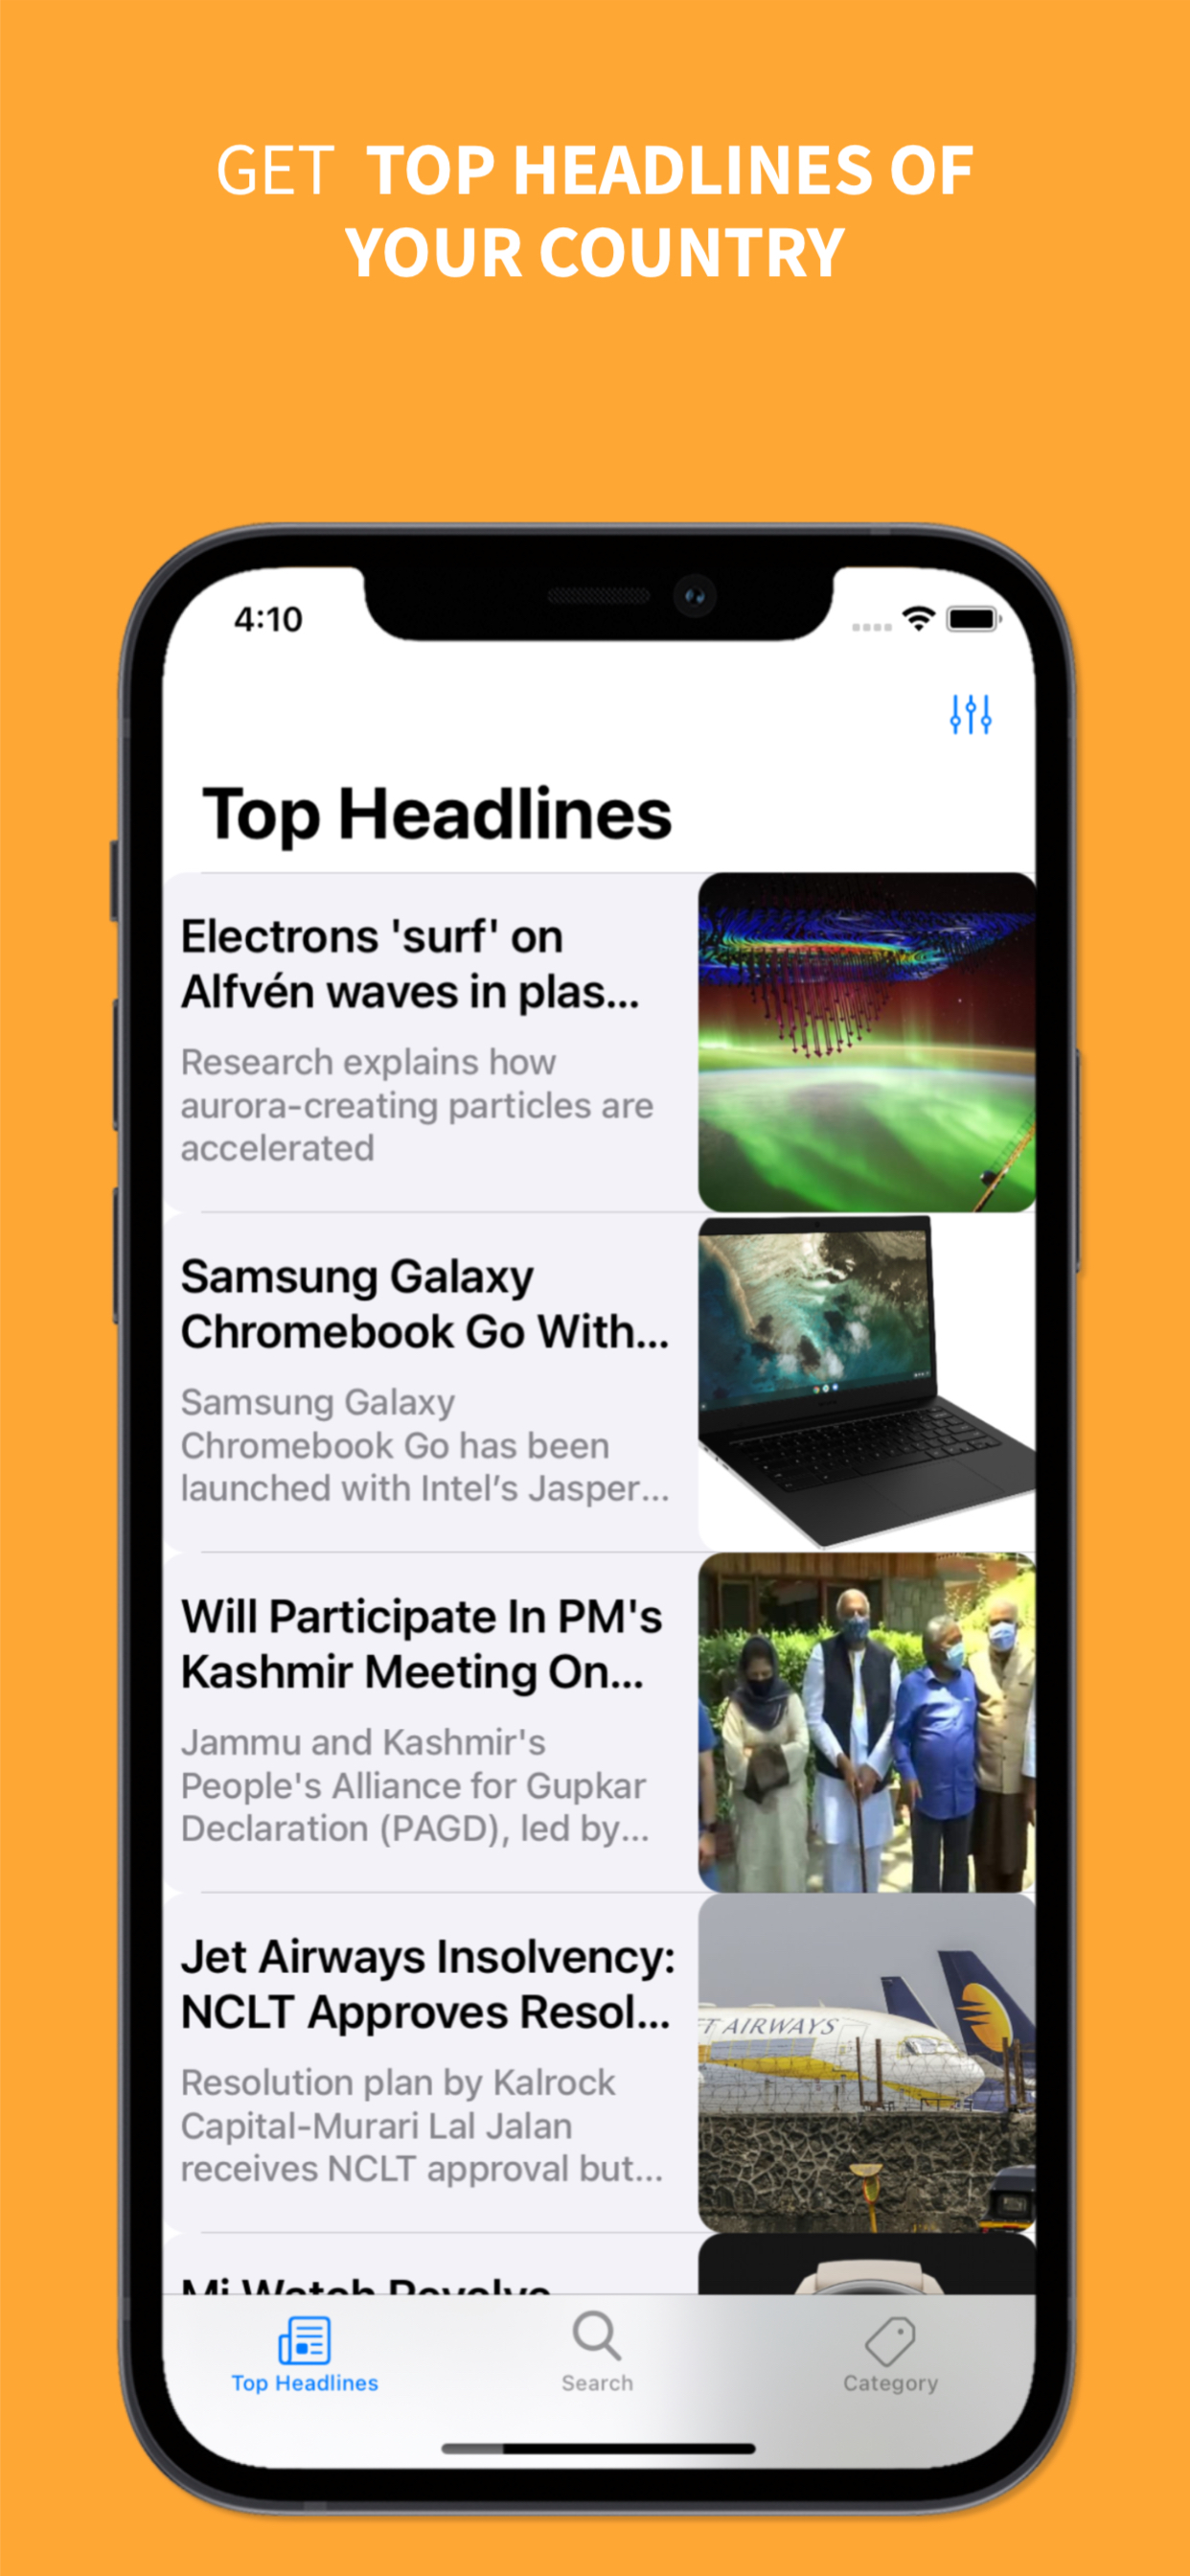 GET TOP HEADLINES OF
YOUR COUNTRY
4:10
Top Headlines
Electrons 'surf' on
Alfvén waves in plas...
Research explains how
aurora-creating particles are
accelerated
Samsung Galaxy
Chromebook Go With...
Samsung Galaxy
Chromebook Go has been
launched with Intel’s Jasper...
Will Participate In PM's
Kashmir Meeting On...
Jammu and Kashmir's
People's Alliance for Gupkar
Declaration (PAGD), led by...
Jet Airways Insolvency:
NCLT Approves Resol...
T AIRWAYS
Resolution plan by Kalrock
Capital-Murari Lal Jalan
receives NCLT approval but...
Mi Watch Revolve
Top Headlines
Search
Category